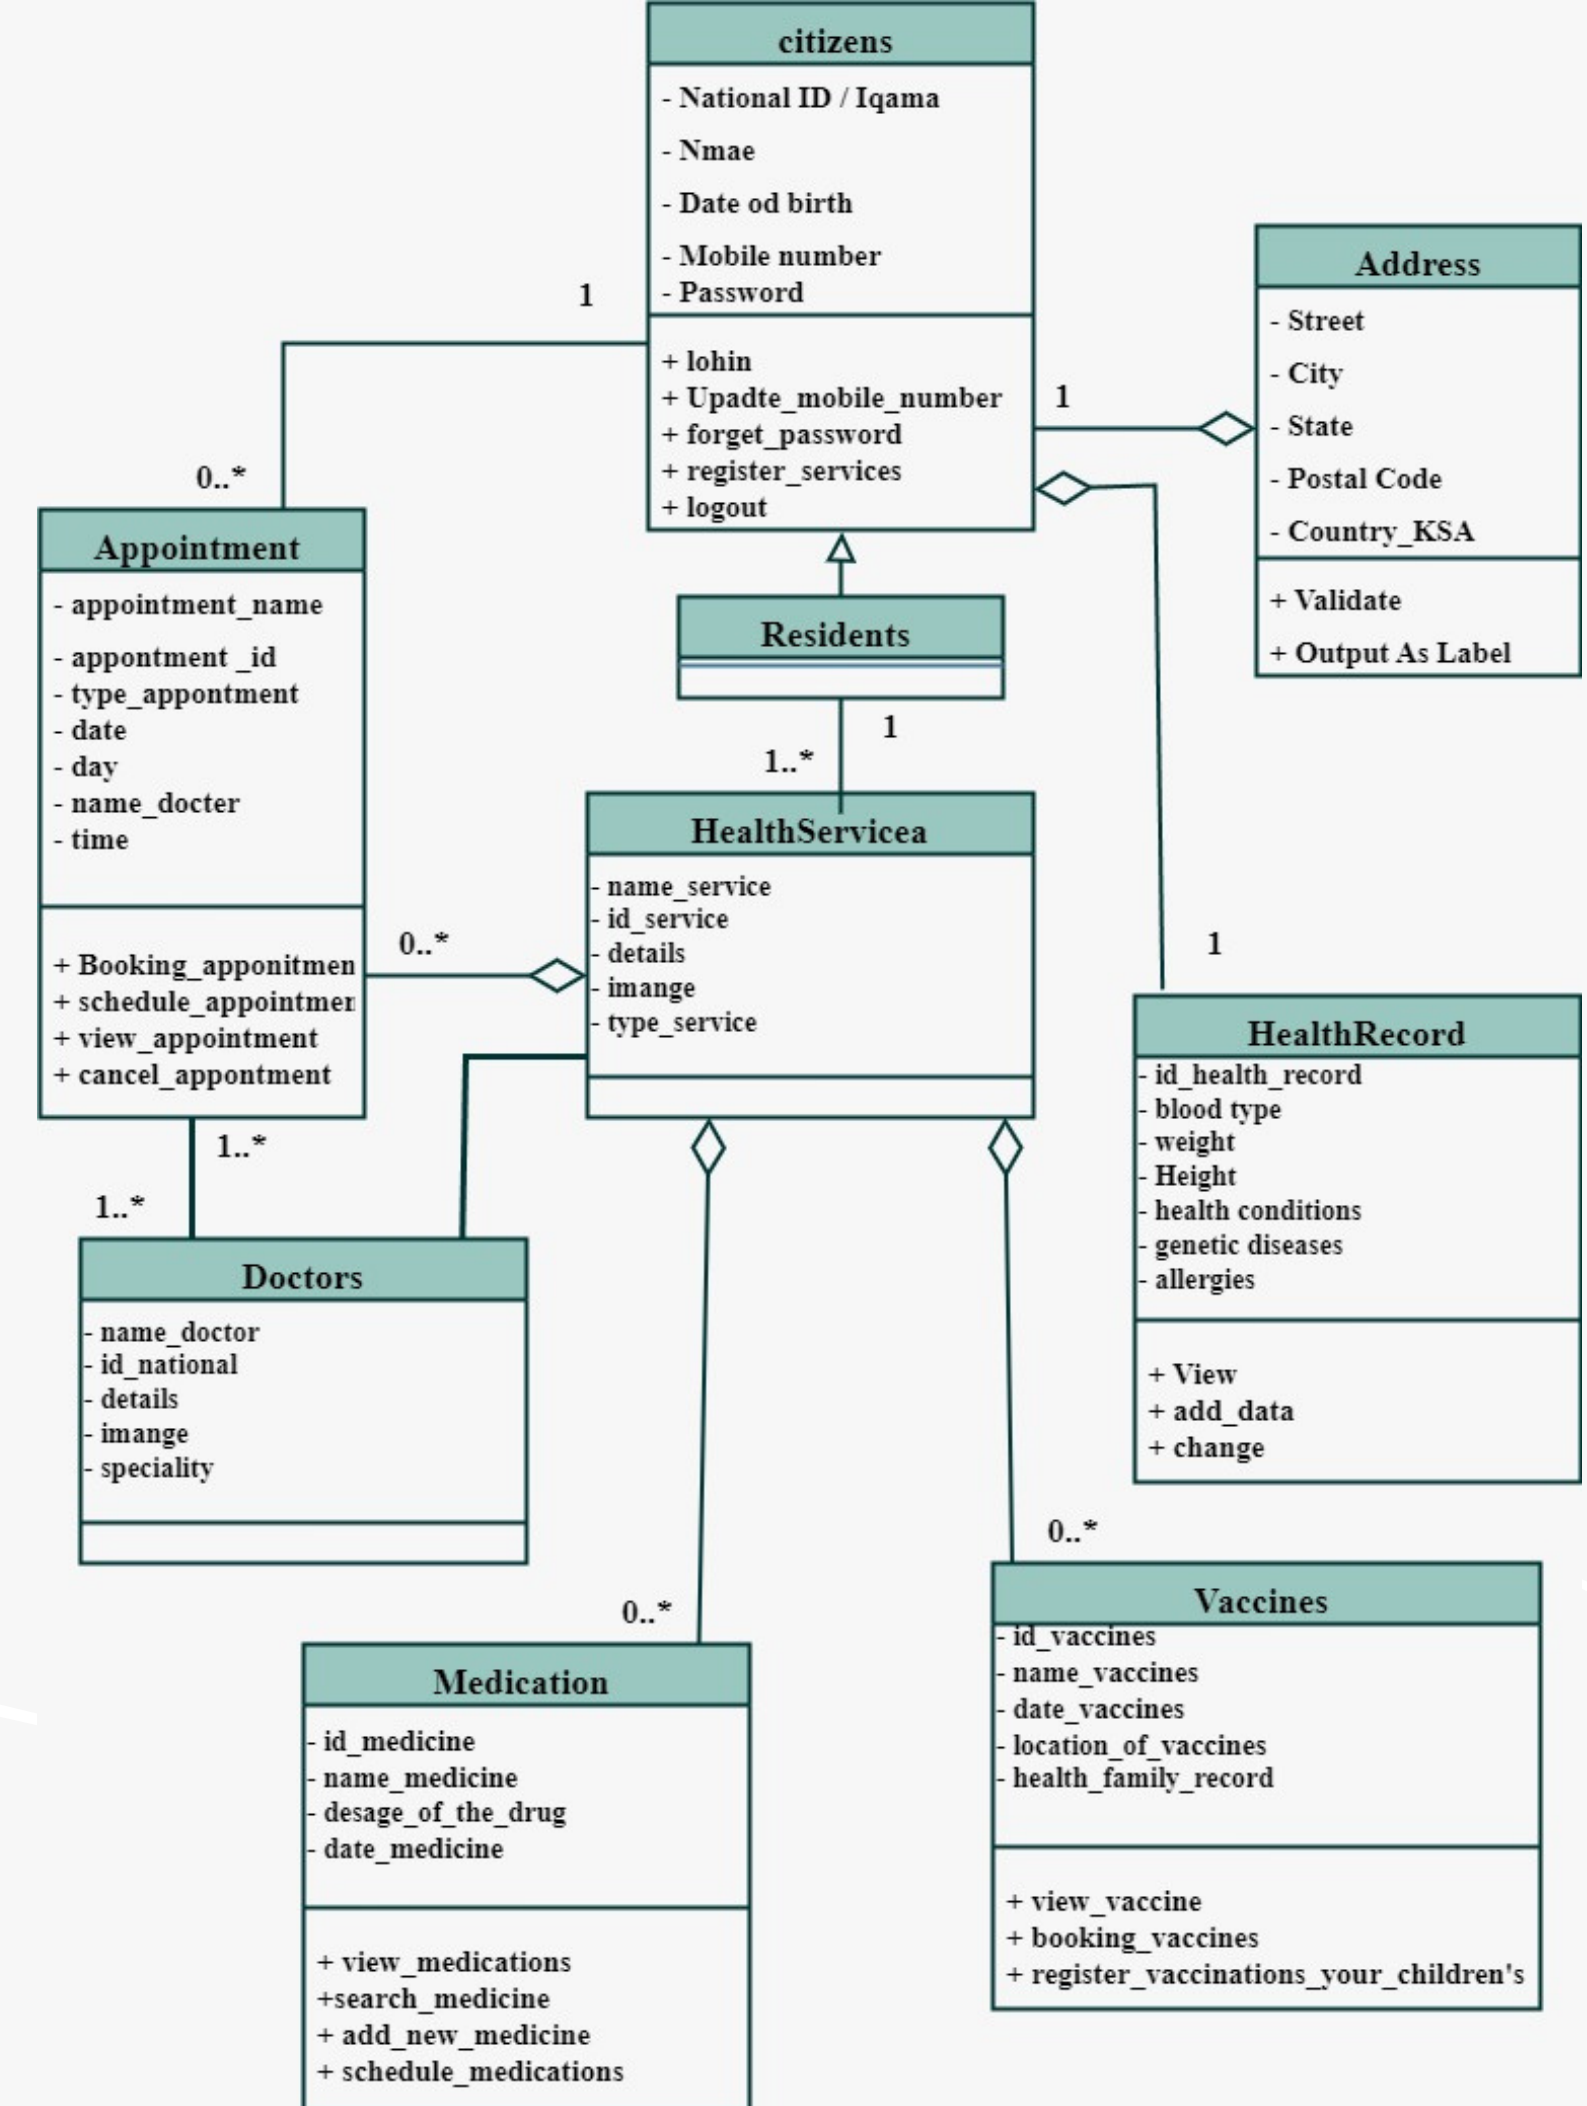 citizens
- National ID / Iqama
- Nmae
- Date od birth
- Mobile number
- Password
+ lohin
+ Upadte_mobile_number
+ forget_password
+ register_services
+ logout
1
0..*
1
Address
- Street
- City
- State
- Postal Code
- Country_KSA
+ Validate
+ Output As Label
Appointment
- appointment_name
- appontment _id
- type_appontment
- date
- day
- name_docter
- time
+ Booking_apponitmen
+ schedule_appointmer
+ view_appointment
+ cancel_appontment
Residents
1
1..*
HealthServicea
- name_service
- id_service
- details
- imange
- type_service
0..*
1
HealthRecord
- id_health_record
- blood type
- weight
- Height
- health conditions
- genetic diseases
- allergies
+ View
+ add_data
+ change
1..*
1..*
Doctors
- name_doctor
- id_national
- details
- imange
- speciality
0..*
Vaccines
- id_vaccines
- name_vaccines
- date_vaccines
- location_of_vaccines
- health_family_record
+ view_vaccine
+ booking_vaccines
+ register_vaccinations_your_children's
0..*
Medication
- id_medicine
- name_medicine
- desage_of_the_drug
- date_medicine
+ view_medications
+search_medicine
+ add_new_medicine
+ schedule_medications